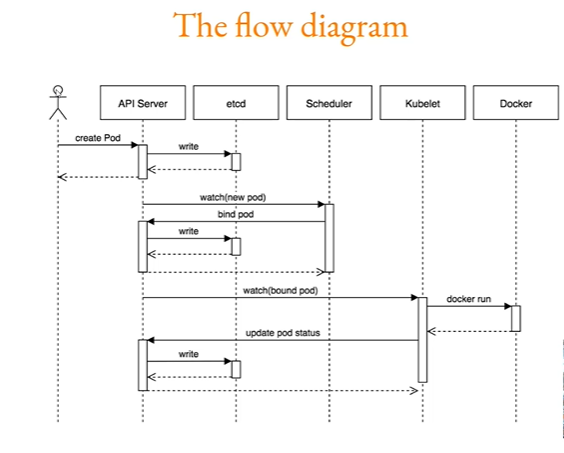 The flow diagram
API Server etcd Scheduler Kubelet Docker
create Pod
write
watch(new pod)
bind pod
write
watch(bound pod)
docker run
update pod status
write